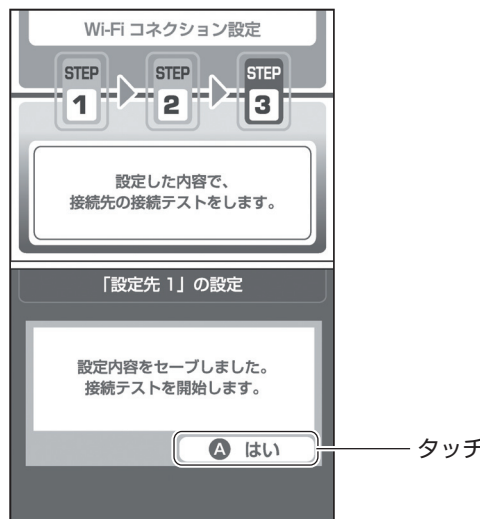 Wi-Fi コネクション設定
STEP STEP STEP
1 2 3
設定した内容で、
接続先の接続テストをします。
「設定先 1」の設定
設定内容をセーブしました。
接続テストを開始します。
A はい
タッチ